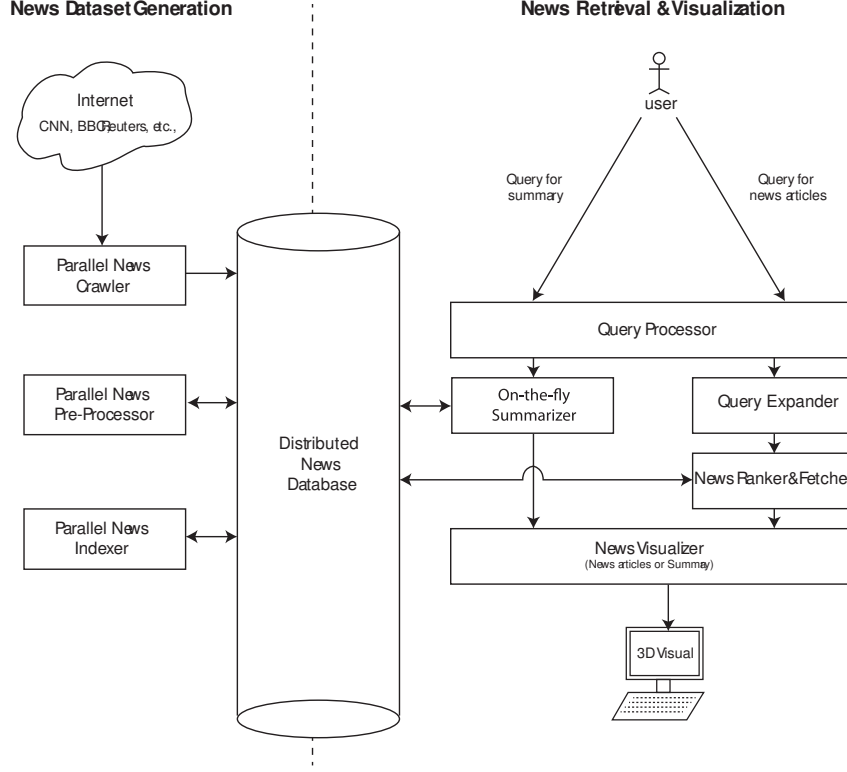 News Dataset Generation
News Retrieval & Visualization
Internet
CNN, BBC, Reuters, etc.,
user
Query for
summary
Query for
news articles
Parallel News
Crawler
Query Processor
Parallel News
Pre-Processor
On-the-fly
Summarizer
Query Expander
Distributed
News
Database
News Ranker&Fetche
Parallel News
Indexer
News Visualizer
(News articles or Summary)
3D Visual